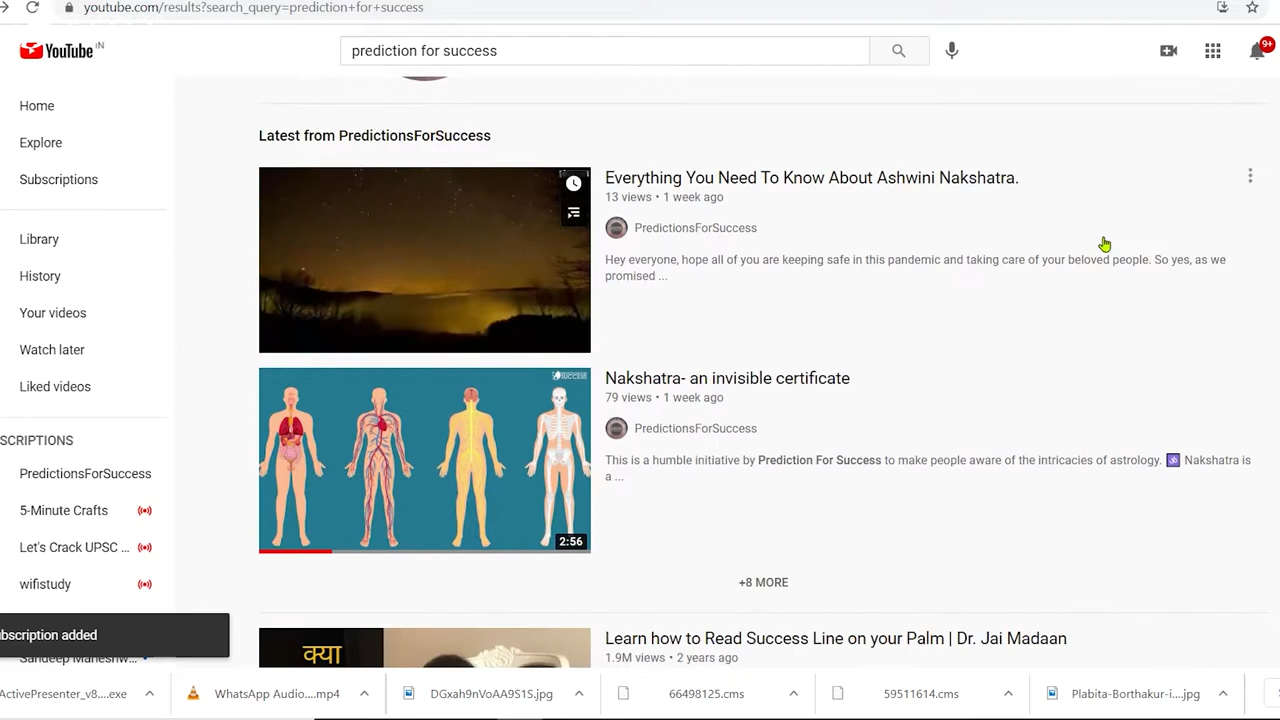 youtube.com/results?search_query=prediction+for+success
YouTube IN
prediction for success
9+
Home
Explore
Subscriptions
Library
History
Your videos
Watch later
Liked videos
SCRIPTIONS
PredictionsForSuccess
5-Minute Crafts
Let's Crack UPSC ...
wifistudy
bscription added
Sandeep Maheshw...
Latest from PredictionsForSuccess
Everything You Need To Know About Ashwini Nakshatra.
13 views • 1 week ago
PredictionsForSuccess
Hey everyone, hope all of you are keeping safe in this pandemic and taking care of your beloved people. So yes, as we
promised ...
SUCCESS
2:56
Nakshatra- an invisible certificate
79 views • 1 week ago
PredictionsForSuccess
This is a humble initiative by Prediction For Success to make people aware of the intricacies of astrology. 🕉 Nakshatra is
a ...
+8 MORE
क्या
Learn how to Read Success Line on your Palm | Dr. Jai Madaan
1.9M views • 2 years ago
ActivePresenter_v8....exe
WhatsApp Audio....mp4
DGxah9nVoAA9S1S.jpg
66498125.cms
59511614.cms
Plabita-Borthakur-i....jpg